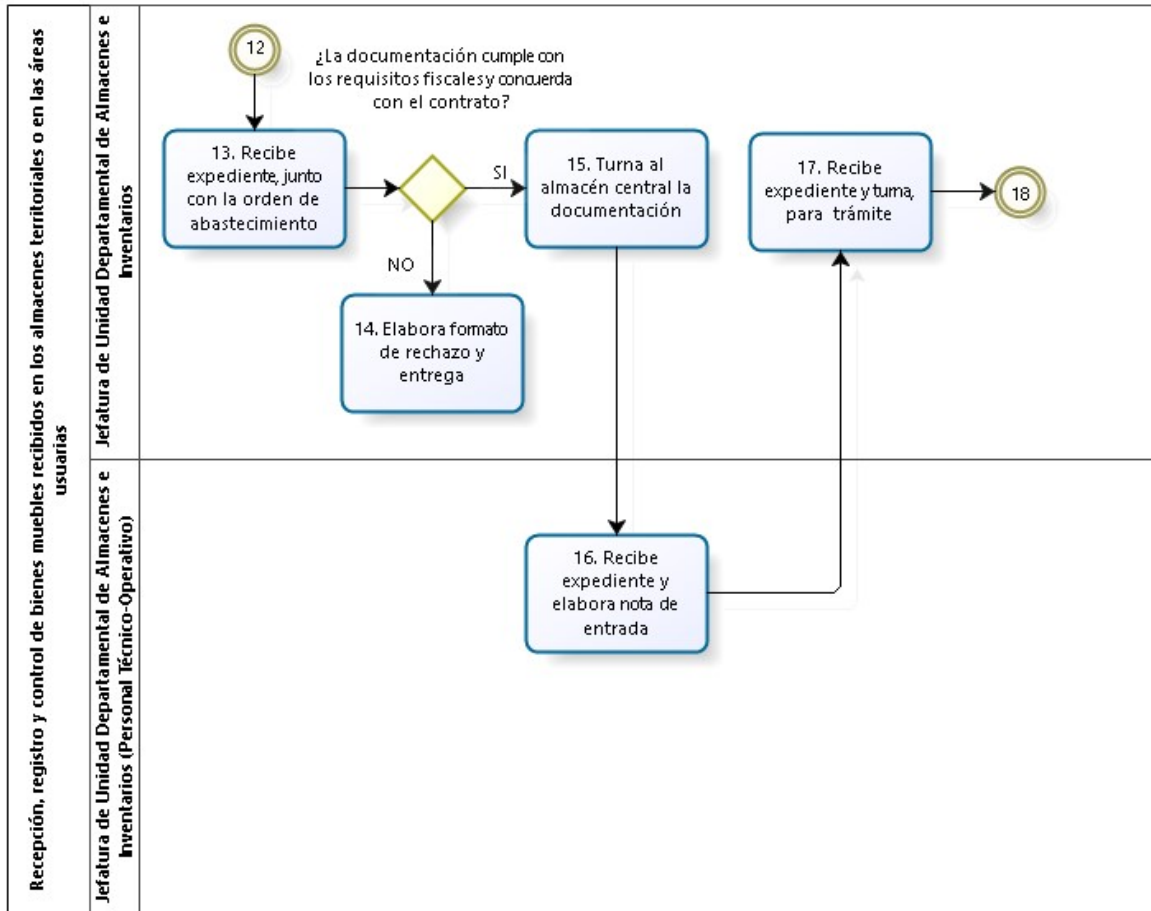 Recepción, registro y control de bienes muebles recibidos en los almacenes territoriales o en las áreas
usuarias
Jefatura de Unidad Departamental de Almacenes e
Inventarios
12
¿La documentación cumple con
los requisitos fiscales y concuerda
con el contrato?
13. Recibe
expediente, junto
con la orden de
abastecimiento
SI
15. Turna al
almacén central la
documentación
17. Recibe
expediente y turna,
para trámite
18
NO
14. Elabora formato
de rechazo y
entrega
Jefatura de Unidad Departamental de Almacenes e
Inventarios (Personal Técnico-Operativo)
16. Recibe
expediente y
elabora nota de
entrada